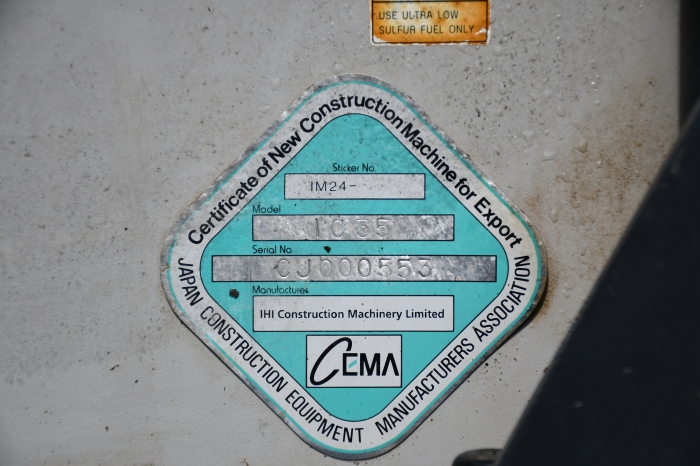 USE ULTRA LOW
SULFUR FUEL ONLY
Certificate of New Construction Machine for Export
Sticker No.
IM24-
Model
IC35
Serial No.
CJ000553
Manufacturer
IHI Construction Machinery Limited
CEMA
JAPAN CONSTRUCTION EQUIPMENT MANUFACTURERS ASSOCIATION